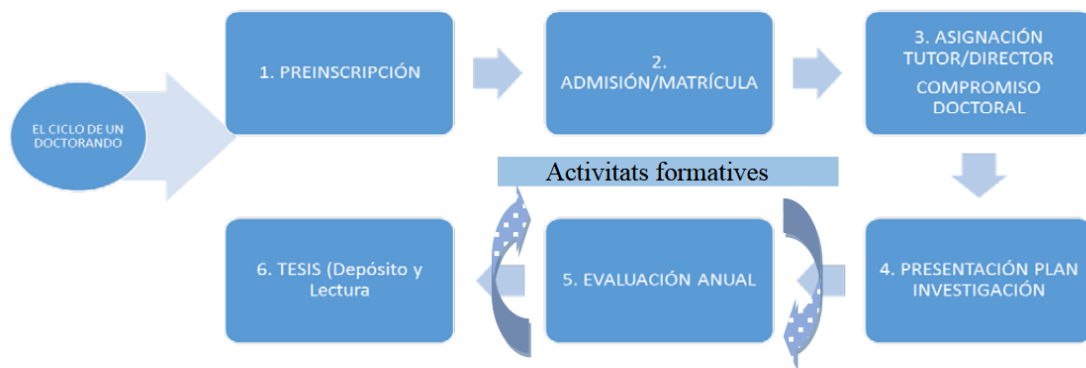 EL CICLO DE UN
DOCTORANDO
1. PREINSCRIPCIÓN
2.
ADMISIÓN/MATRÍCULA
3. ASIGNACIÓN
TUTOR/DIRECTOR
COMPROMISO
DOCTORAL
Activitats formatives
4. PRESENTACIÓN PLAN
INVESTIGACIÓN
5. EVALUACIÓN ANUAL
6. TESIS (Depósito y
Lectura